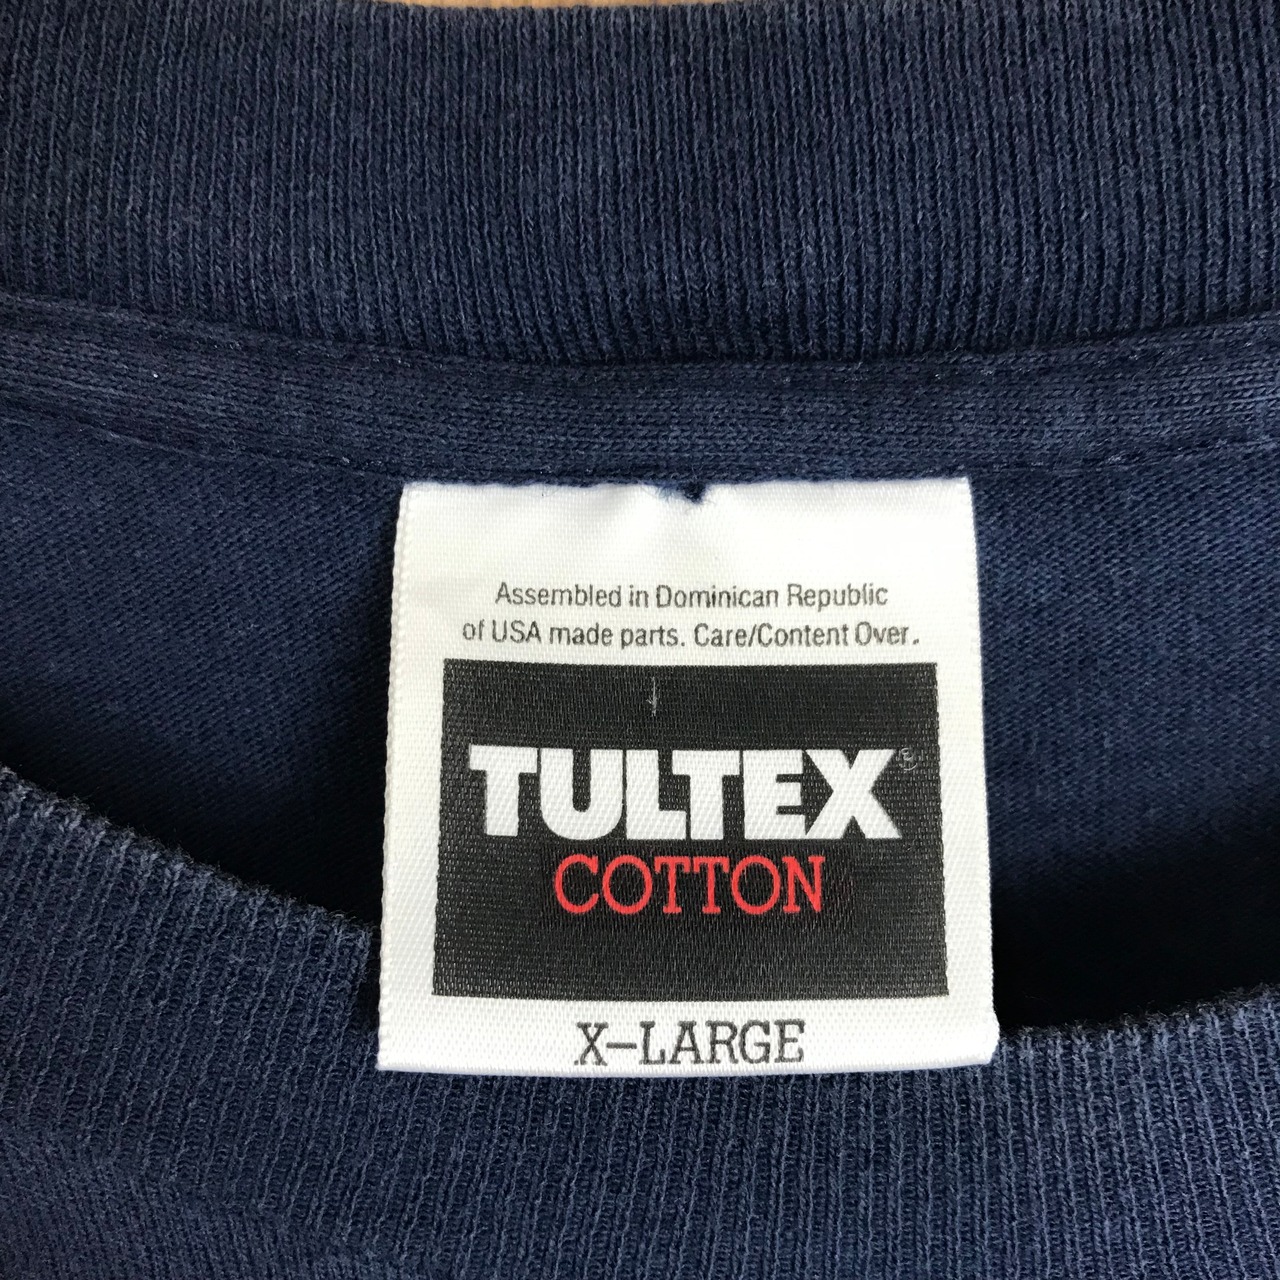 Assembled in Dominican Republic
of USA made parts. Care/Content Over.
TULTEX®
COTTON
X-LARGE